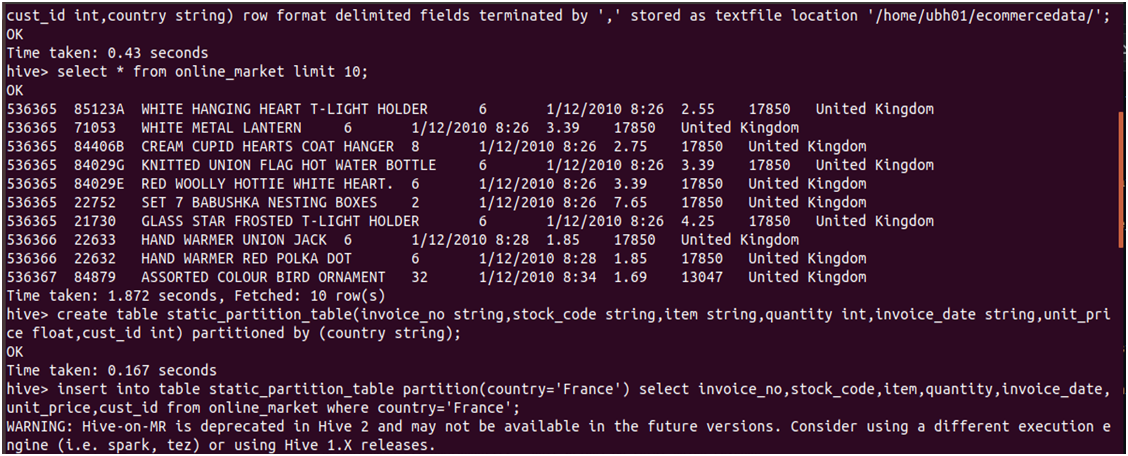 cust_id int,country string) row format delimited fields terminated by ',' stored as textfile location '/home/ubh01/ecommercedata/';
OK
Time taken: 0.43 seconds
hive> select * from online_market limit 10;
OK
536365  85123A  WHITE HANGING HEART T-LIGHT HOLDER      6       1/12/2010 8:26  2.55    17850   United Kingdom
536365  71053   WHITE METAL LANTERN     6       1/12/2010 8:26  3.39    17850   United Kingdom
536365  84406B  CREAM CUPID HEARTS COAT HANGER  8       1/12/2010 8:26  2.75    17850   United Kingdom
536365  84029G  KNITTED UNION FLAG HOT WATER BOTTLE     6       1/12/2010 8:26  3.39    17850   United Kingdom
536365  84029E  RED WOOLLY HOTTIE WHITE HEART.  6       1/12/2010 8:26  3.39    17850   United Kingdom
536365  22752   SET 7 BABUSHKA NESTING BOXES    2       1/12/2010 8:26  7.65    17850   United Kingdom
536365  21730   GLASS STAR FROSTED T-LIGHT HOLDER       6       1/12/2010 8:26  4.25    17850   United Kingdom
536366  22633   HAND WARMER UNION JACK  6       1/12/2010 8:28  1.85    17850   United Kingdom
536366  22632   HAND WARMER RED POLKA DOT       6       1/12/2010 8:28  1.85    17850   United Kingdom
536367  84879   ASSORTED COLOUR BIRD ORNAMENT   32      1/12/2010 8:34  1.69    13047   United Kingdom
Time taken: 1.872 seconds, Fetched: 10 row(s)
hive> create table static_partition_table(invoice_no string,stock_code string,item string,quantity int,invoice_date string,unit_pri
ce float,cust_id int) partitioned by (country string);
OK
Time taken: 0.167 seconds
hive> insert into table static_partition_table partition(country='France') select invoice_no,stock_code,item,quantity,invoice_date,
unit_price,cust_id from online_market where country='France';
WARNING: Hive-on-MR is deprecated in Hive 2 and may not be available in the future versions. Consider using a different execution e
ngine (i.e. spark, tez) or using Hive 1.X releases.